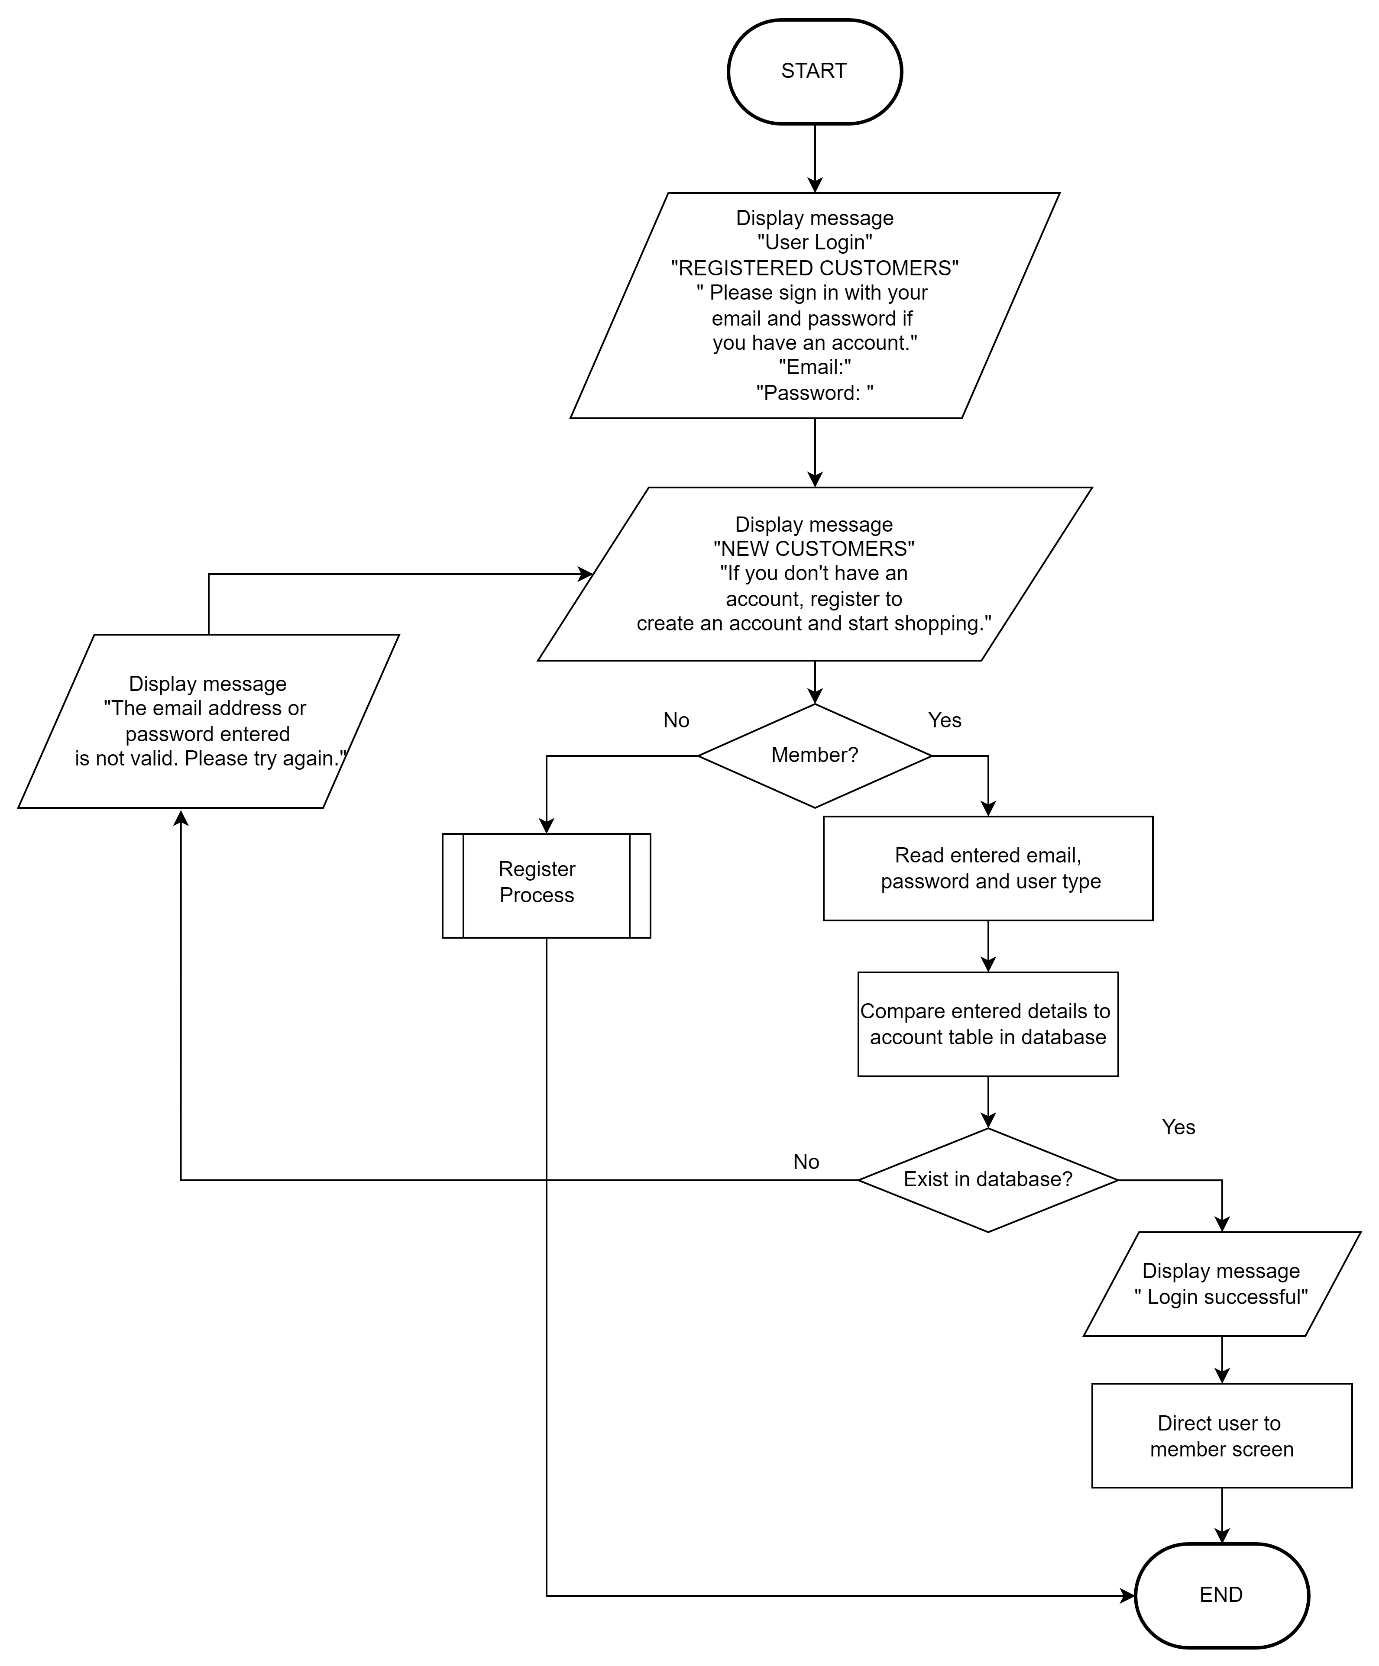 START
Display message
"User Login"
"REGISTERED CUSTOMERS"
" Please sign in with your
email and password if
you have an account."
"Email:"
"Password: "
Display message
"NEW CUSTOMERS"
"If you don't have an
account, register to
create an account and start shopping."
Display message
"The email address or
password entered
is not valid. Please try again."
No
Yes
Member?
Register
Process
Read entered email,
password and user type
Compare entered details to
account table in database
Yes
No
Exist in database?
Display message
" Login successful"
Direct user to
member screen
END